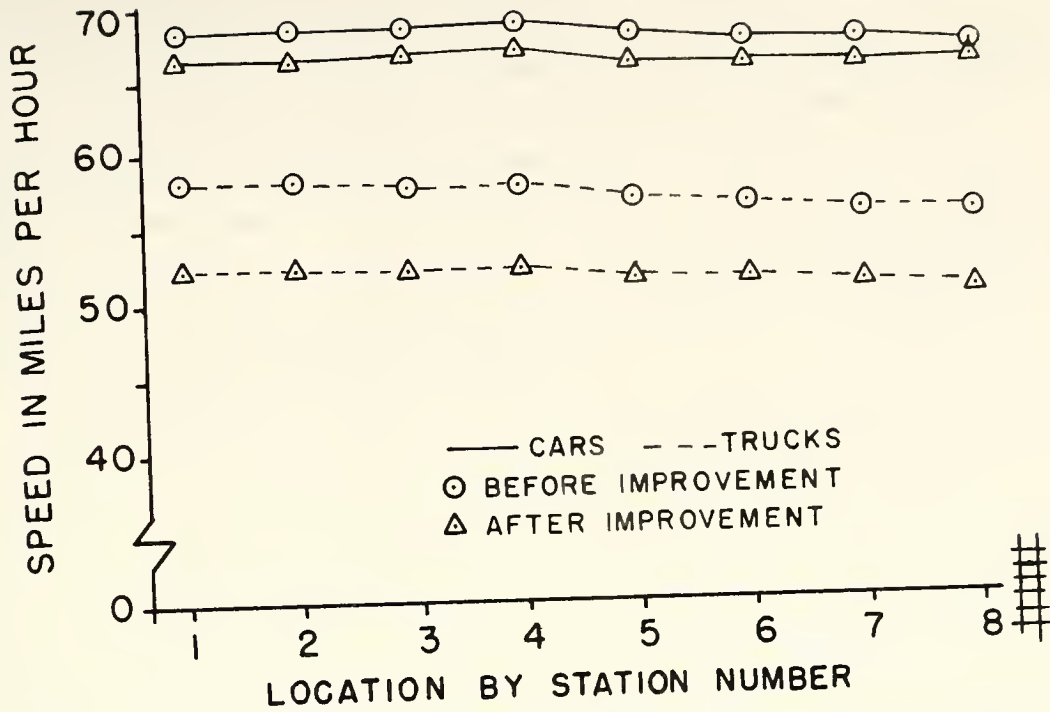 SPEED IN MILES PER HOUR
70
60
50
40
0
CARS TRUCKS
BEFORE IMPROVEMENT
AFTER IMPROVEMENT
1 2 3 4 5 6 7 8
LOCATION BY STATION NUMBER